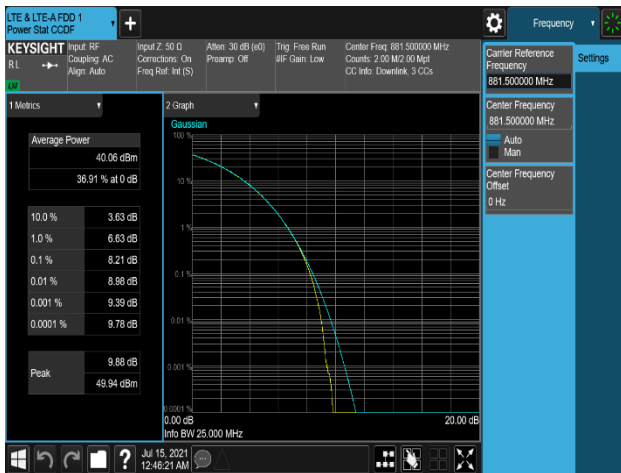 LTE & LTE-A FDD 1
Power Stat CCDF
Frequency
KEYSIGHT
R L
LXI
Input: RF
Coupling: AC
Align: Auto
Input Z: 50 Ω
Corrections: On
Freq Ref: Int (S)
Atten: 30 dB (e0)
Preamp: Off
Trig: Free Run
#IF Gain: Low
Center Freq: 881.500000 MHz
Counts: 2.00 M/2.00 Mpt
CC Info: Downlink, 3 CCs
Carrier Reference
Frequency
881.500000 MHz
Settings
Center Frequency
881.500000 MHz
Auto
Man
Center Frequency
Offset
0 Hz
1 Metrics
Average Power
40.06 dBm
36.91 % at 0 dB
10.0 % 3.63 dB
1.0 % 6.63 dB
0.1 % 8.21 dB
0.01 % 8.98 dB
0.001 % 9.39 dB
0.0001 % 9.78 dB
Peak
9.88 dB
49.94 dBm
2 Graph
Gaussian
100 %
10 %
1 %
0.1 %
0.01 %
0.001 %
0.0001 %
0.00 dB 20.00 dB
Info BW 25.000 MHz
?
Jul 15, 2021
12:46:21 AM